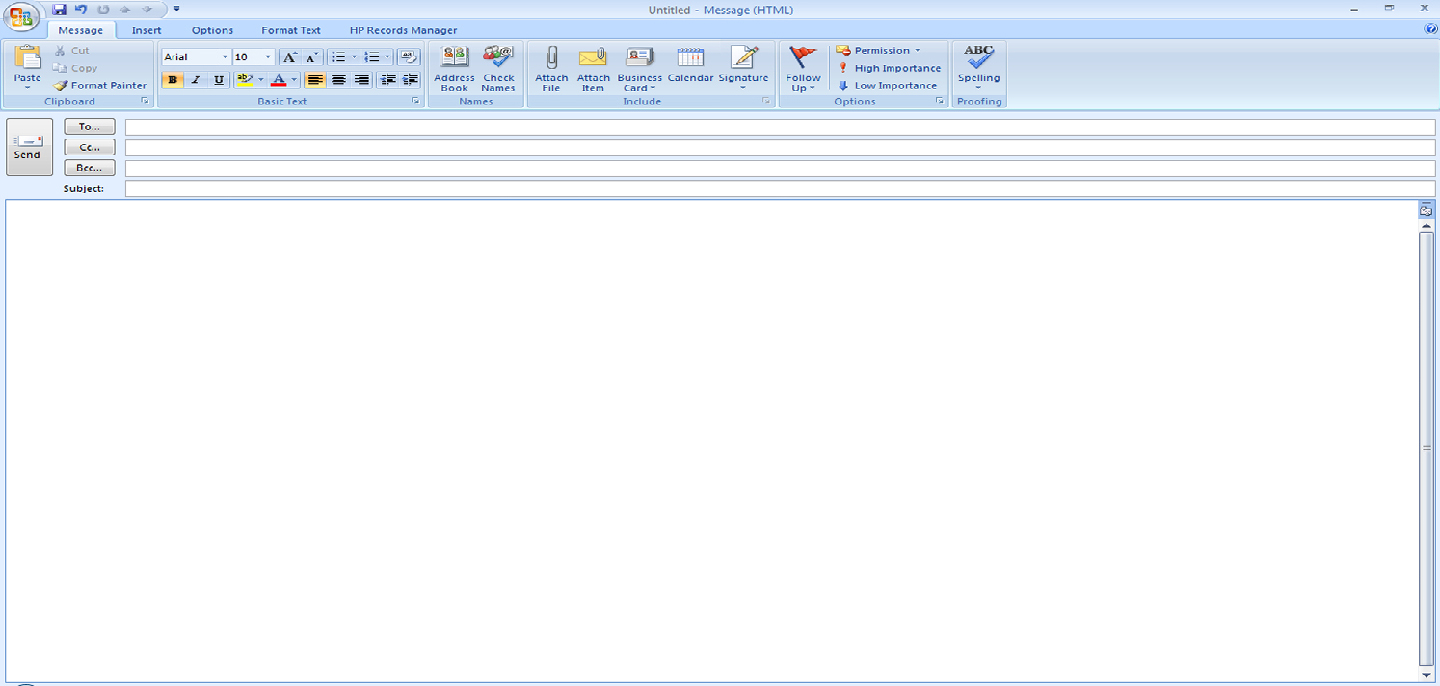 Untitled - Message (HTML)
Message Insert Options Format Text HP Records Manager
Paste
Cut
Copy
Format Painter
Clipboard
Arial 10
B I U ab A
Basic Text
Address Book
Check Names
Names
Attach File
Attach Item
Business Card
Calendar
Signature
Include
Follow Up
Permission
High Importance
Low Importance
Options
ABC
Spelling
Proofing
Send
To...
Cc...
Bcc...
Subject: